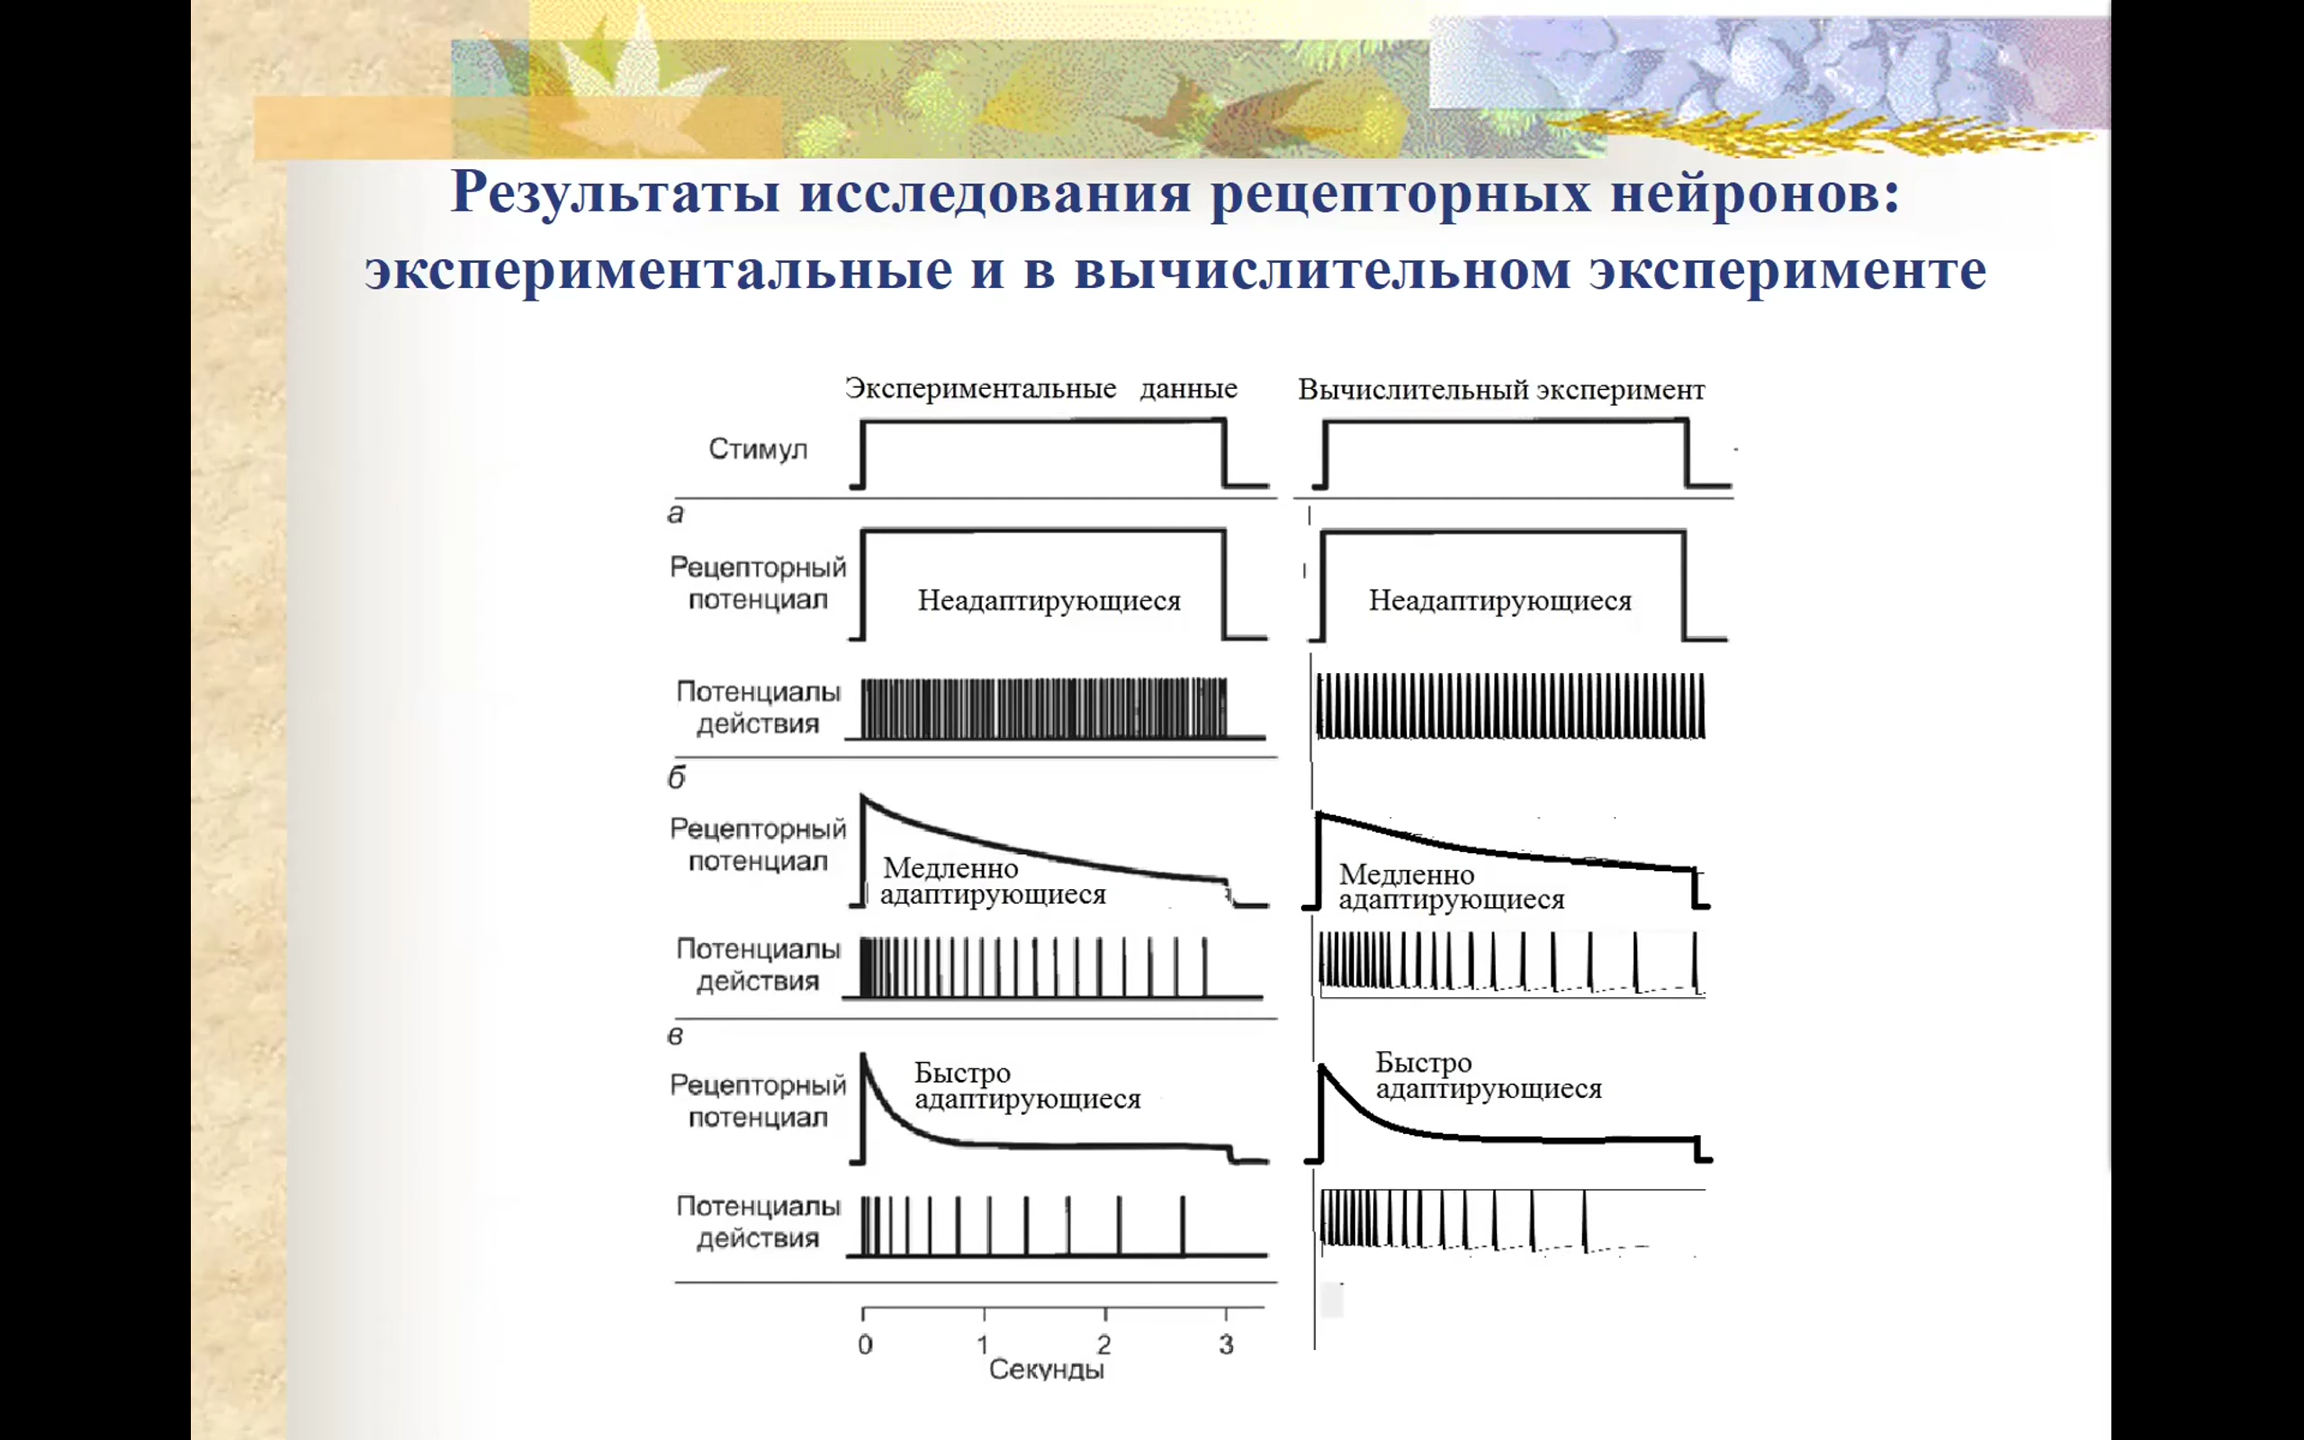 Результаты исследования рецепторных нейронов:
экспериментальные и в вычислительном эксперименте
Экспериментальные данные
Вычислительный эксперимент
Стимул
а
Рецепторный
потенциал
Неадаптирующиеся
Неадаптирующиеся
Потенциалы
действия
б
Рецепторный
потенциал
Медленно
адаптирующиеся
Медленно
адаптирующиеся
Потенциалы
действия
в
Рецепторный
потенциал
Быстро
адаптирующиеся
Быстро
адаптирующиеся
Потенциалы
действия
0 1 2 3
Секунды